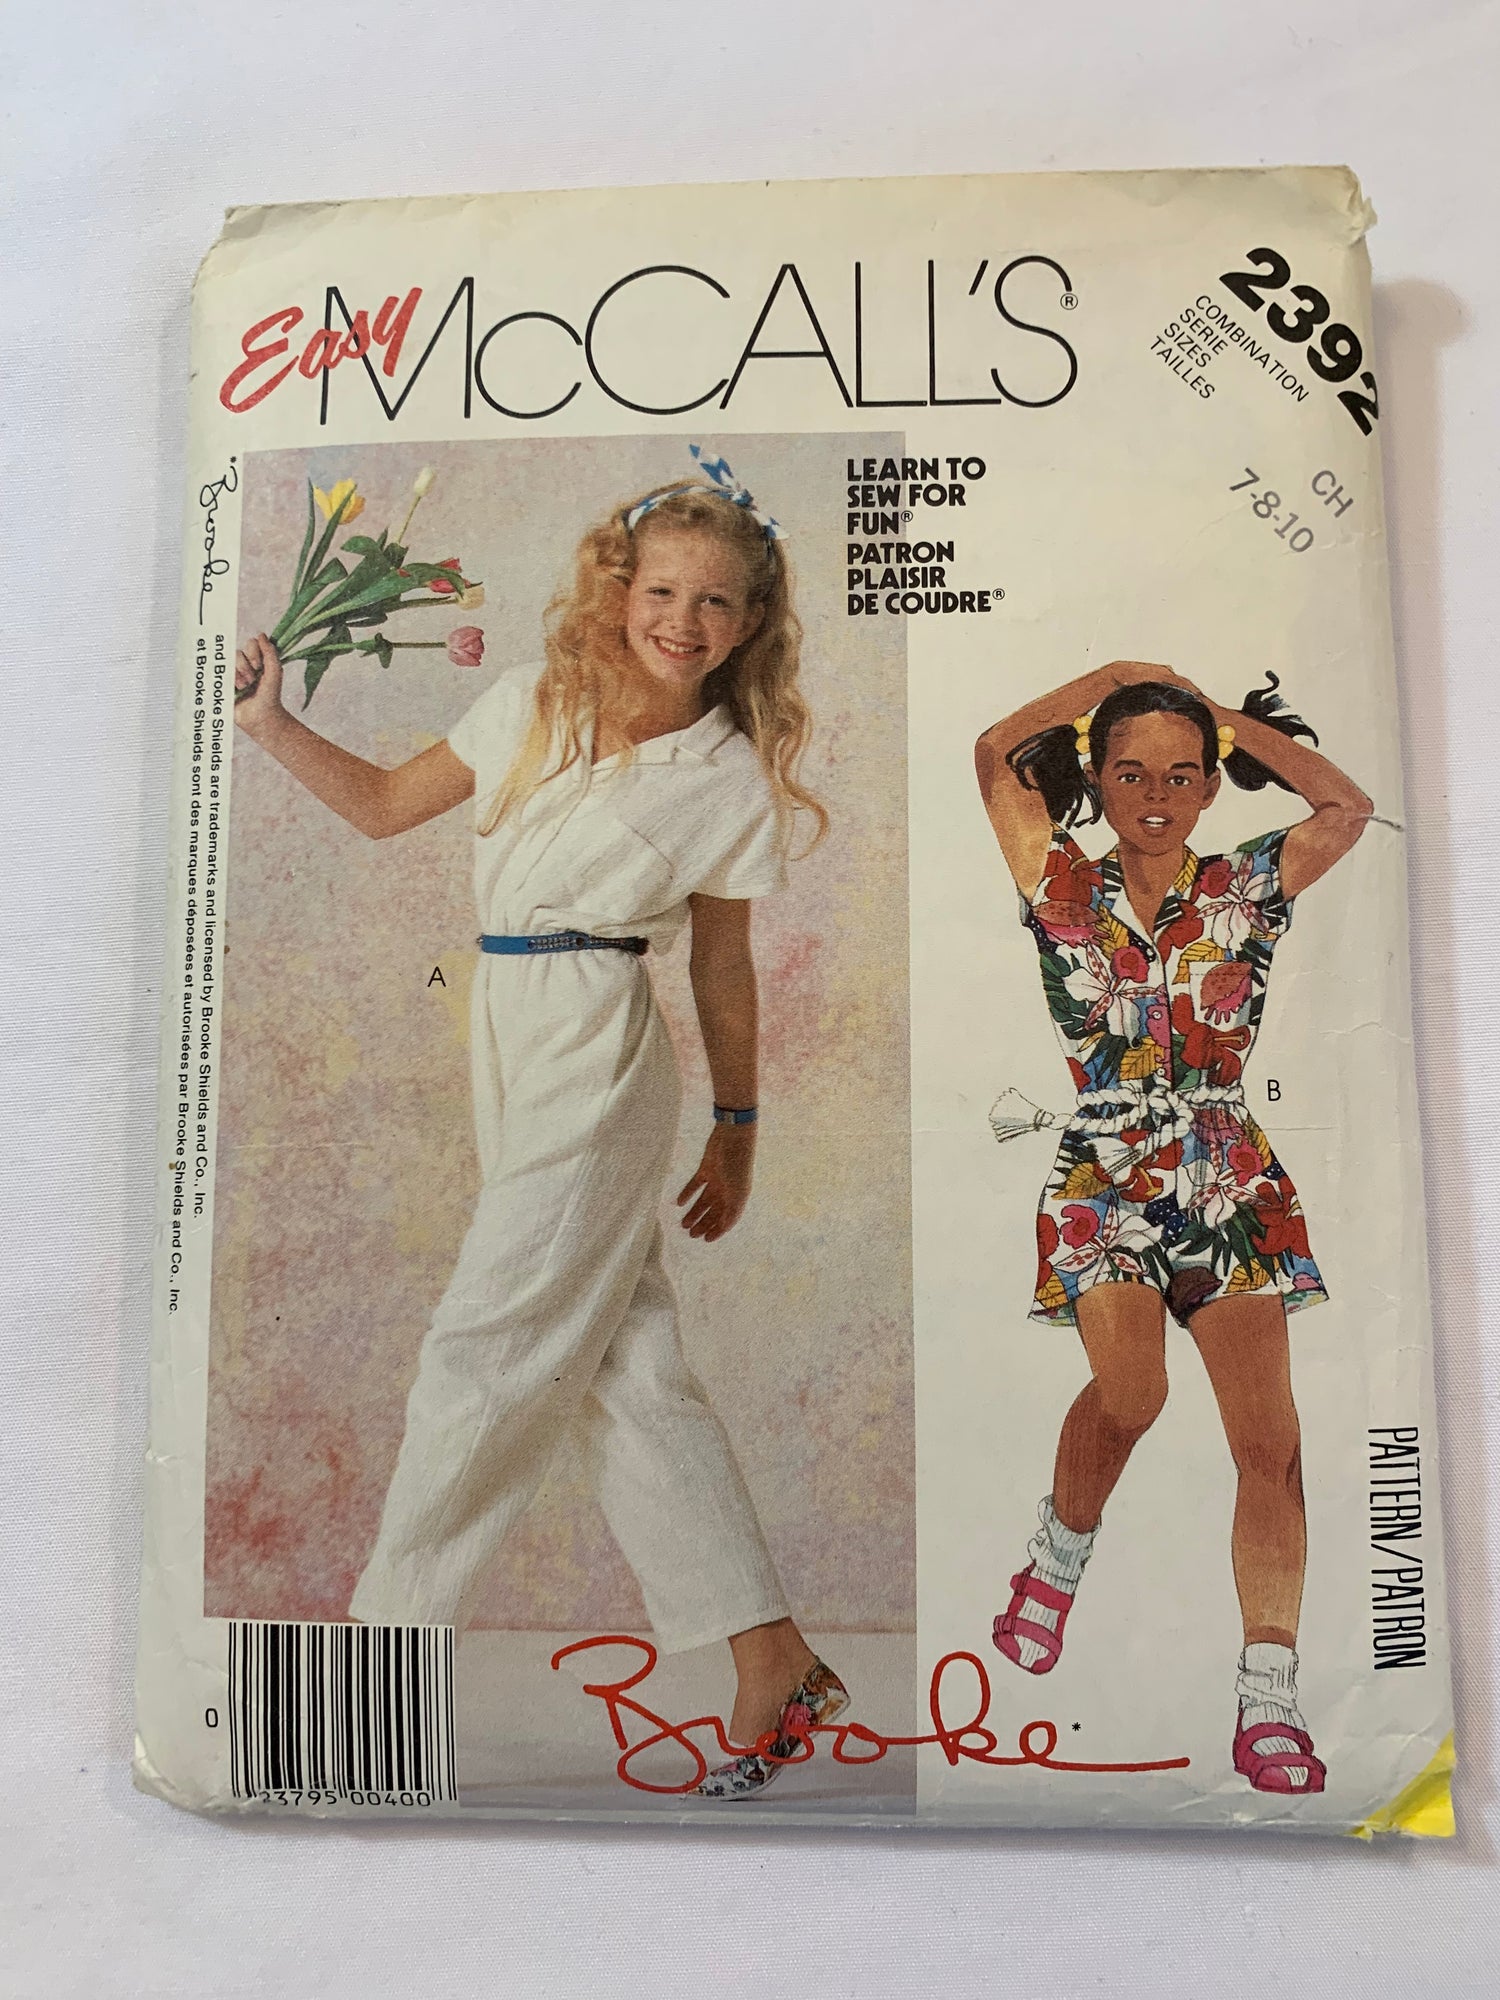 Easy McCALL'S®
2392
COMBINATION
SERIE
SIZES
TAILLES
CH
7-8-10
LEARN TO
SEW FOR
FUN®
PATRON
PLAISIR
DE COUDRE®
*Brooke
and Brooke Shields are trademarks and licensed by Brooke Shields and Co., Inc.
et Brooke Shields sont des marques déposées et autorisées par Brooke Shields and Co., Inc.
A
B
PATTERN/PATRON
Brooke*
0
23795 00400